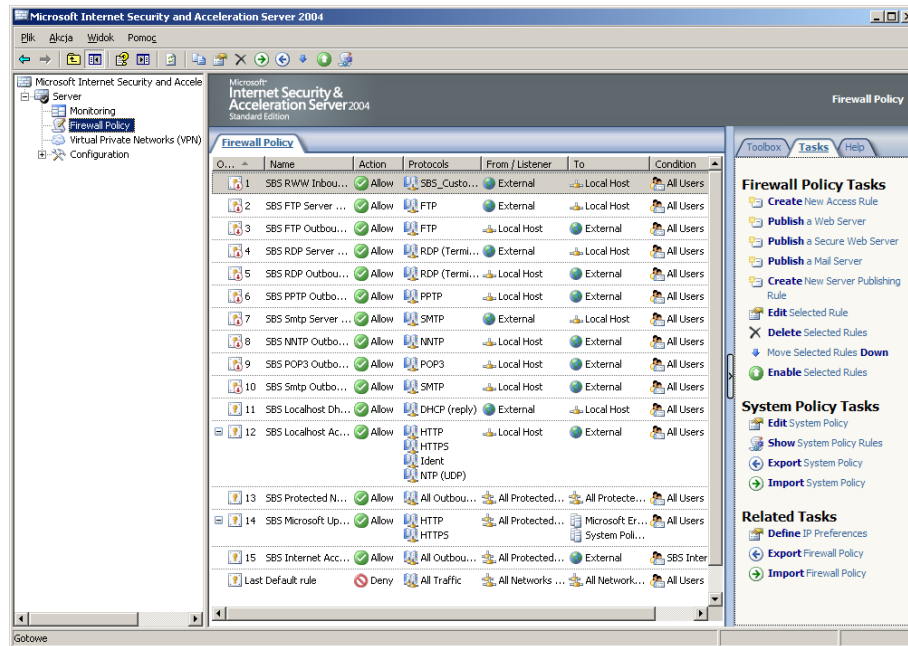 Microsoft Internet Security and Acceleration Server 2004
Plik Akcja Widok Pomoc
Microsoft Internet Security and Accele
Server
Monitoring
Firewall Policy
Virtual Private Networks (VPN)
Configuration
Microsoft
Internet Security &
Acceleration Server 2004
Standard Edition
Firewall Policy
Firewall Policy
O... Name Action Protocols From / Listener To Condition
1 SBS RWW Inbou... Allow SBS_Custo... External Local Host All Users
2 SBS FTP Server ... Allow FTP External Local Host All Users
3 SBS FTP Outbou... Allow FTP Local Host External All Users
4 SBS RDP Server ... Allow RDP (Termi... External Local Host All Users
5 SBS RDP Outbou... Allow RDP (Termi... Local Host External All Users
6 SBS PPTP Outbo... Allow PPTP Local Host External All Users
7 SBS Smtp Server ... Allow SMTP External Local Host All Users
8 SBS NNTP Outbo... Allow NNTP Local Host External All Users
9 SBS POP3 Outbo... Allow POP3 Local Host External All Users
10 SBS Smtp Outbo... Allow SMTP Local Host External All Users
11 SBS Localhost Dh... Allow DHCP (reply) External Local Host All Users
12 SBS Localhost Ac... Allow HTTP Local Host External All Users
HTTPS
Ident
NTP (UDP)
13 SBS Protected N... Allow All Outbou... All Protected... All Protecte... All Users
14 SBS Microsoft Up... Allow HTTP All Protected... Microsoft Er... All Users
HTTPS System Poli...
15 SBS Internet Acc... Allow All Outbou... All Protected... External SBS Inter
Last Default rule Deny All Traffic All Networks ... All Network... All Users
Toolbox Tasks Help
Firewall Policy Tasks
Create New Access Rule
Publish a Web Server
Publish a Secure Web Server
Publish a Mail Server
Create New Server Publishing
Rule
Edit Selected Rule
Delete Selected Rules
Move Selected Rules Down
Enable Selected Rules
System Policy Tasks
Edit System Policy
Show System Policy Rules
Export System Policy
Import System Policy
Related Tasks
Define IP Preferences
Export Firewall Policy
Import Firewall Policy
Gotowe